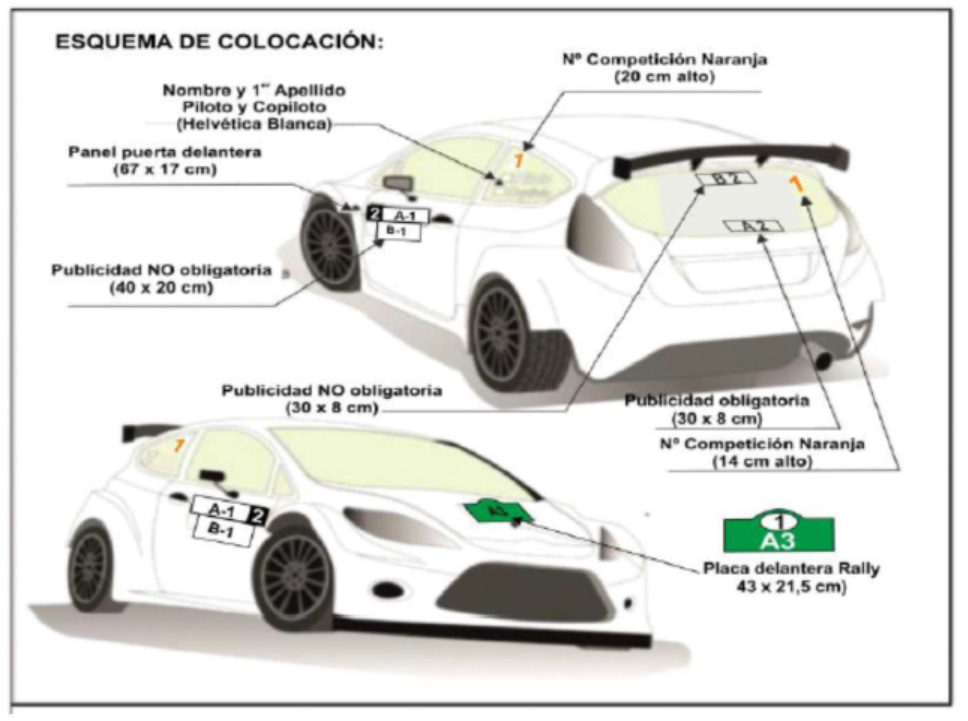 ESQUEMA DE COLOCACIÓN:
Nº Competición Naranja
(20 cm alto)
Nombre y 1er Apellido
Piloto y Copiloto
(Helvética Blanca)
Panel puerta delantera
(67 x 17 cm)
1
1
B 2
A 2
2 A-1
B-1
Publicidad NO obligatoria
(40 x 20 cm)
Publicidad NO obligatoria
(30 x 8 cm)
Publicidad obligatoria
(30 x 8 cm)
Nº Competición Naranja
(14 cm alto)
1
A-1 2
B-1
A3
1
A3
Placa delantera Rally
43 x 21,5 cm)